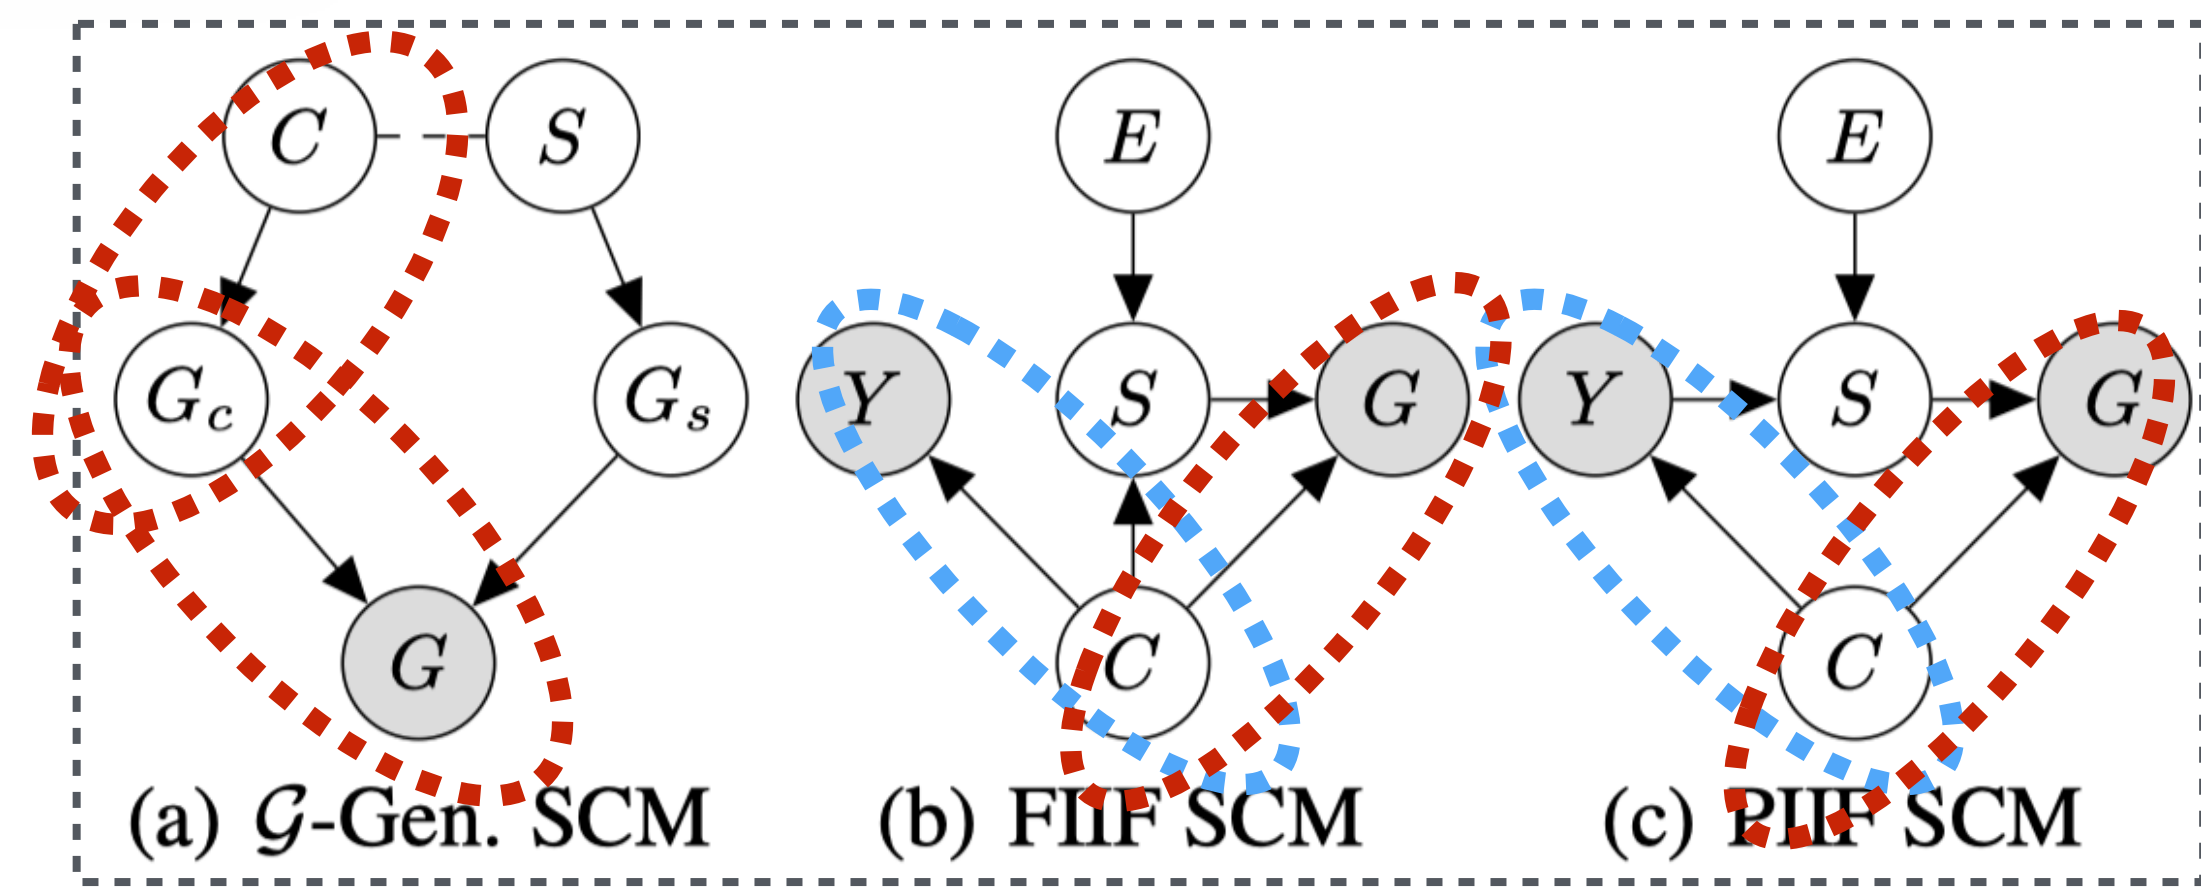 C S E E
G_c G_s Y S G Y S G
G C C
(a) 𝒢-Gen. SCM (b) FIIF SCM (c) PIIF SCM